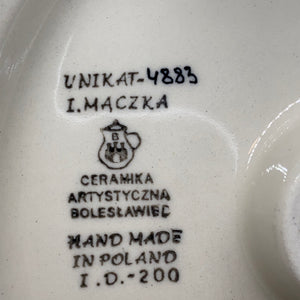 UNIKAT-4883
I.MACZKA
B
CERAMIKA
ARTYSTYCZNA
BOLESŁAWIEC
HAND MADE
IN POLAND
I.D.-200